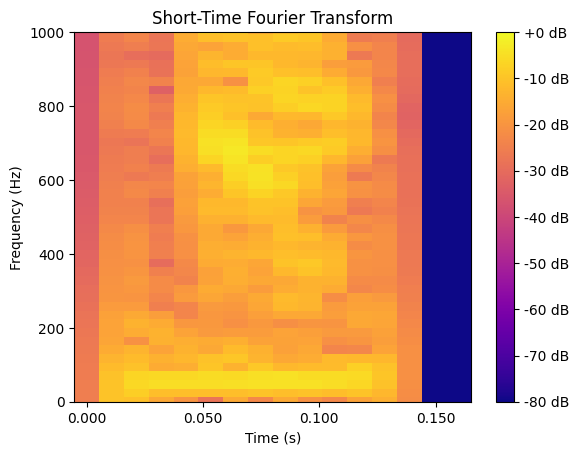 Short-Time Fourier Transform
1000
800
600
400
200
0
Frequency (Hz)
0.000
0.050
0.100
0.150
Time (s)
+0 dB
-10 dB
-20 dB
-30 dB
-40 dB
-50 dB
-60 dB
-70 dB
-80 dB